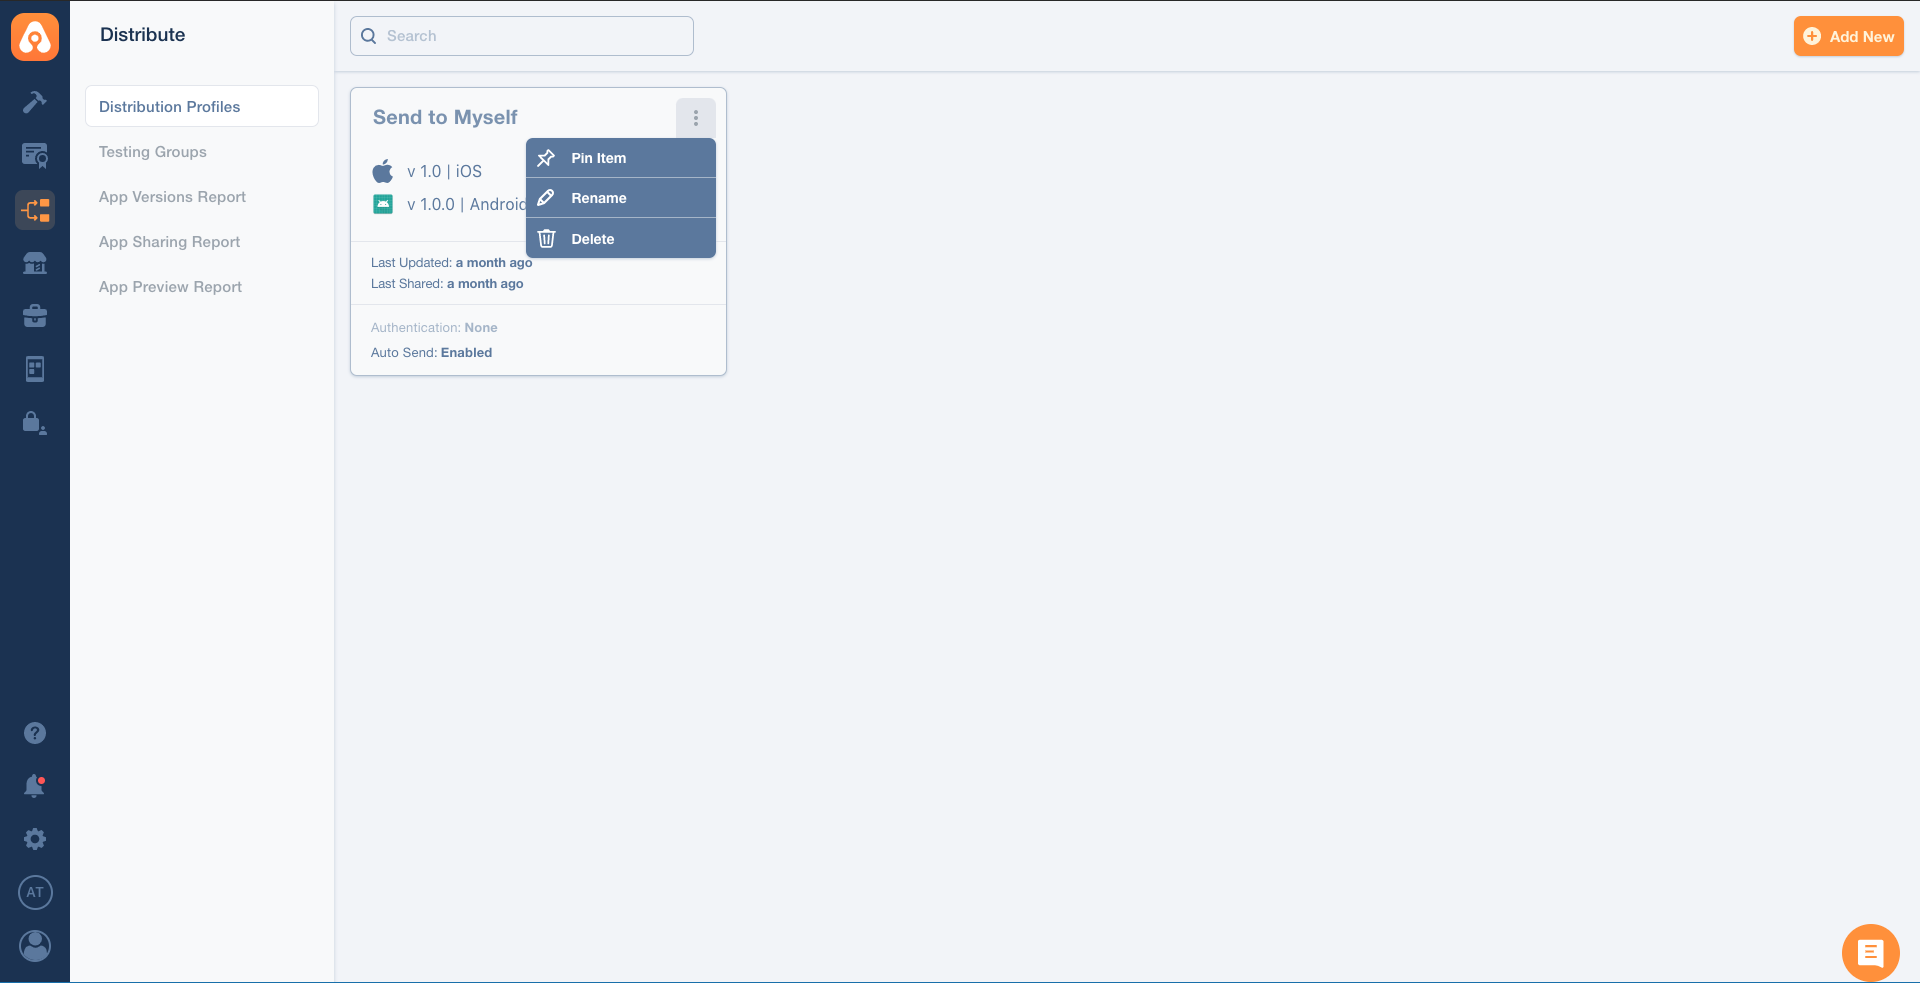 Distribute
Search
Add New
Distribution Profiles
Testing Groups
App Versions Report
App Sharing Report
App Preview Report
Send to Myself
v 1.0 | iOS
v 1.0.0 | Android
Pin Item
Rename
Delete
Last Updated: a month ago
Last Shared: a month ago
Authentication: None
Auto Send: Enabled
?
AT